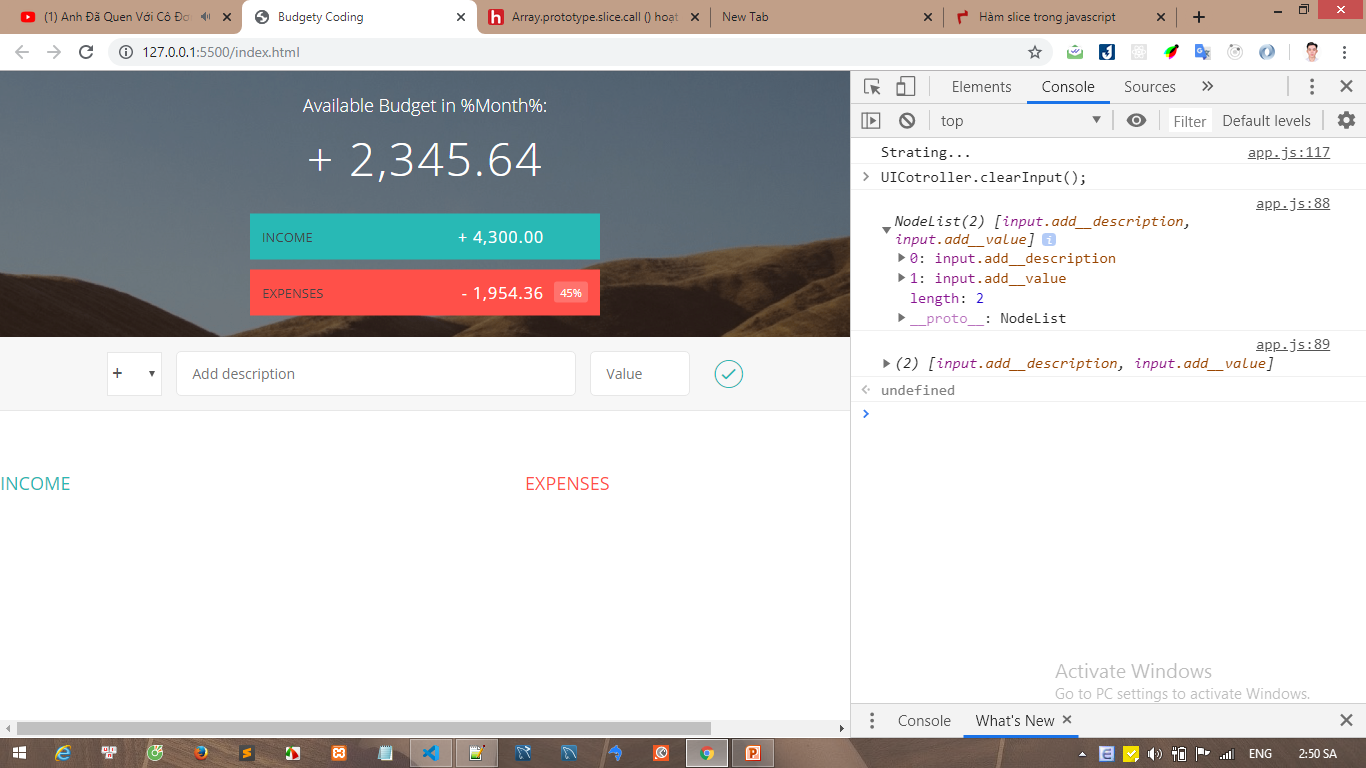 (1) Anh Đã Quen Với Cô Đơ
Budgety Coding
Array.prototype.slice.call () hoạt
New Tab
Hàm slice trong javascript
127.0.0.1:5500/index.html
Available Budget in %Month%:
+ 2,345.64
INCOME + 4,300.00
EXPENSES - 1,954.36 45%
+ Add description Value
INCOME EXPENSES
Elements Console Sources
top Filter Default levels
Strating... app.js:117
UICotroller.clearInput();
app.js:88
NodeList(2) [input.add__description,
input.add__value] i
0: input.add__description
1: input.add__value
length: 2
__proto__: NodeList
app.js:89
(2) [input.add__description, input.add__value]
undefined
Activate Windows
Go to PC settings to activate Windows.
Console What's New
ENG 2:50 SA